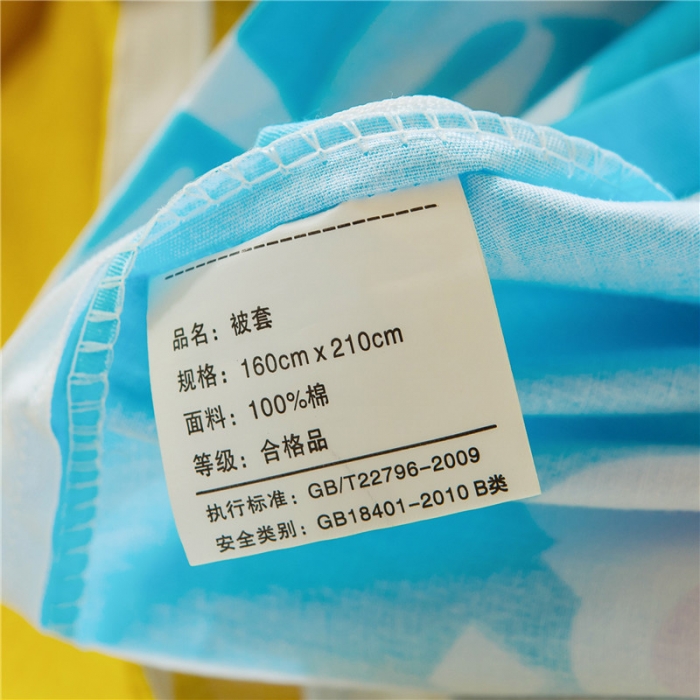 品名：被套
规格：160cm x 210cm
面料：100%棉
等级：合格品
执行标准：GB/T22796-2009
安全类别：GB18401-2010 B类